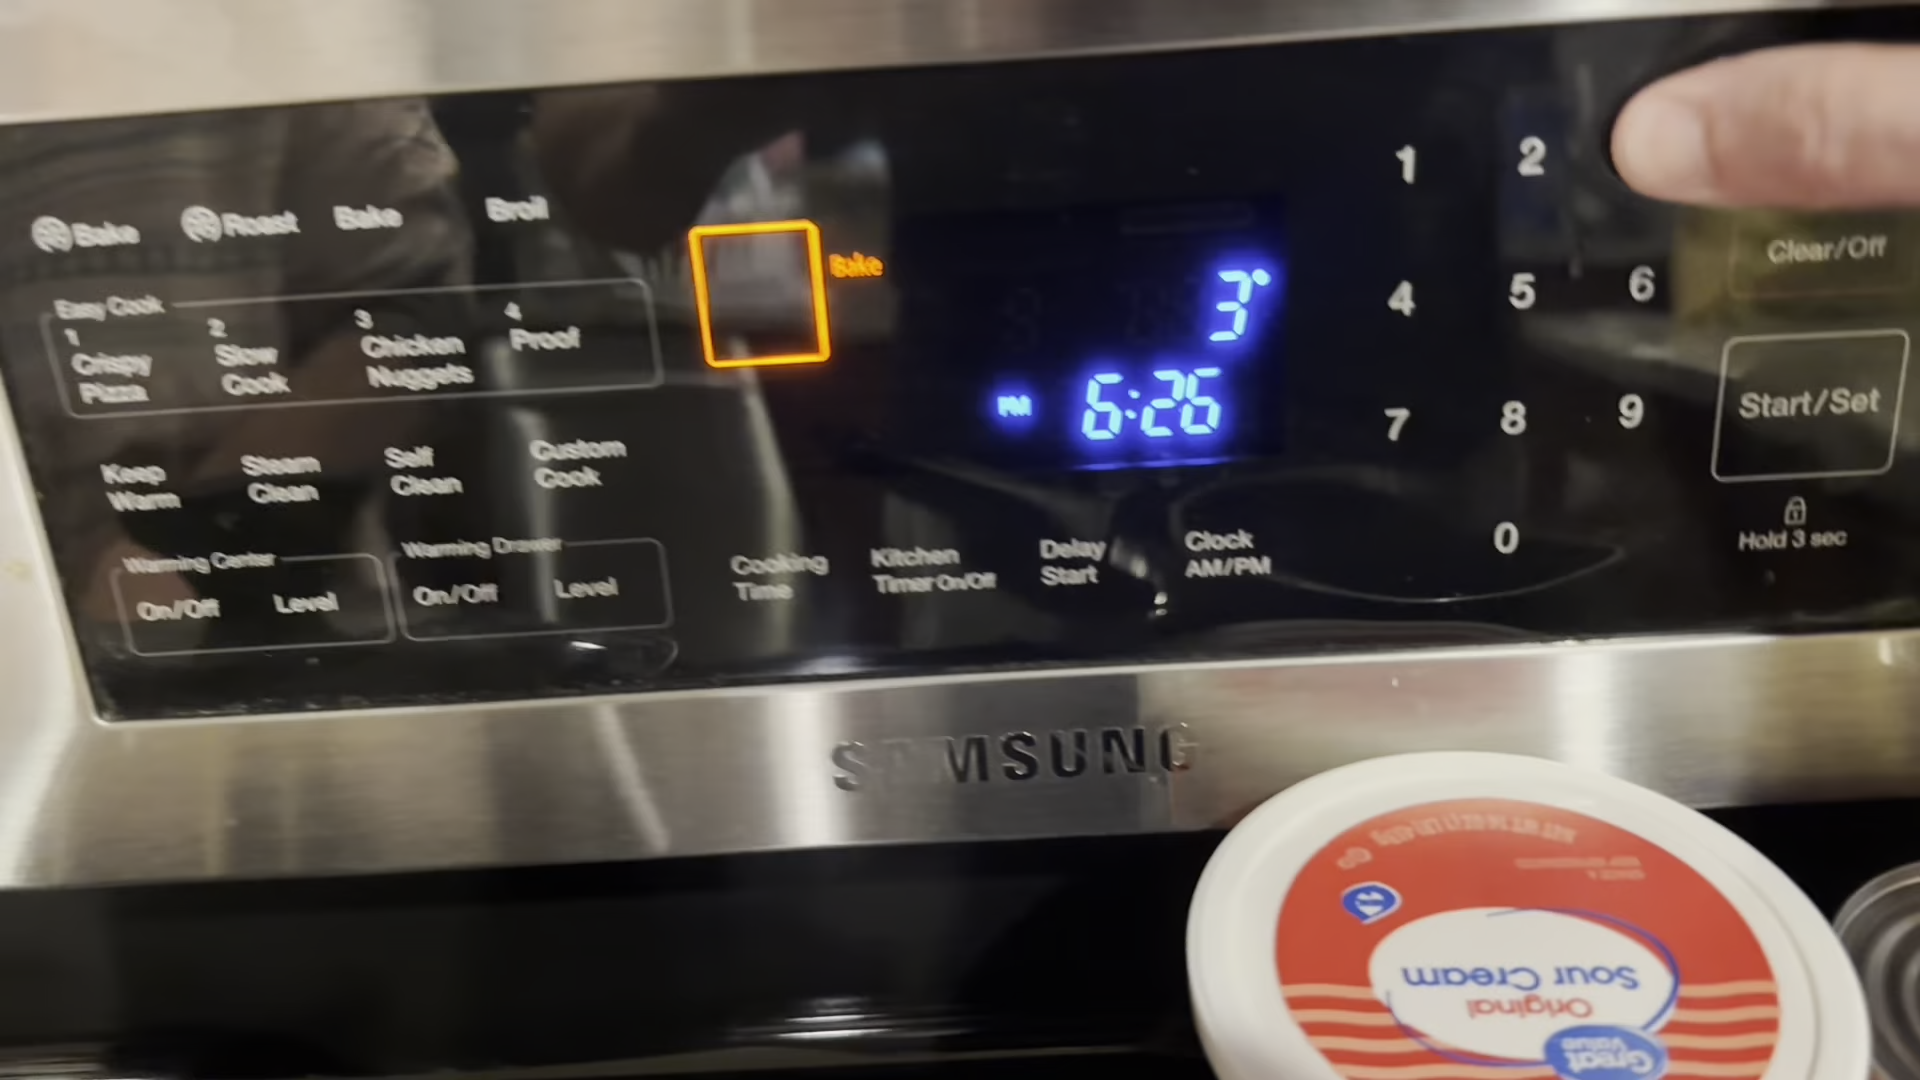 Bake Roast Bake Broil
Bake
Easy Cook
1 2 3 4
Crispy Pizza
Slow Cook
Chicken Nuggets
Proof
Keep Warm
Steam Clean
Self Clean
Custom Cook
Warming Center
On/Off Level
Warming Drawer
On/Off Level
3°
PM 6:26
Cooking Time
Kitchen Timer On/Off
Delay Start
Clock AM/PM
1 2
4 5 6
7 8 9
0
Clear/Off
Start/Set
Hold 3 sec
SAMSUNG
Great Value
Original
Sour Cream